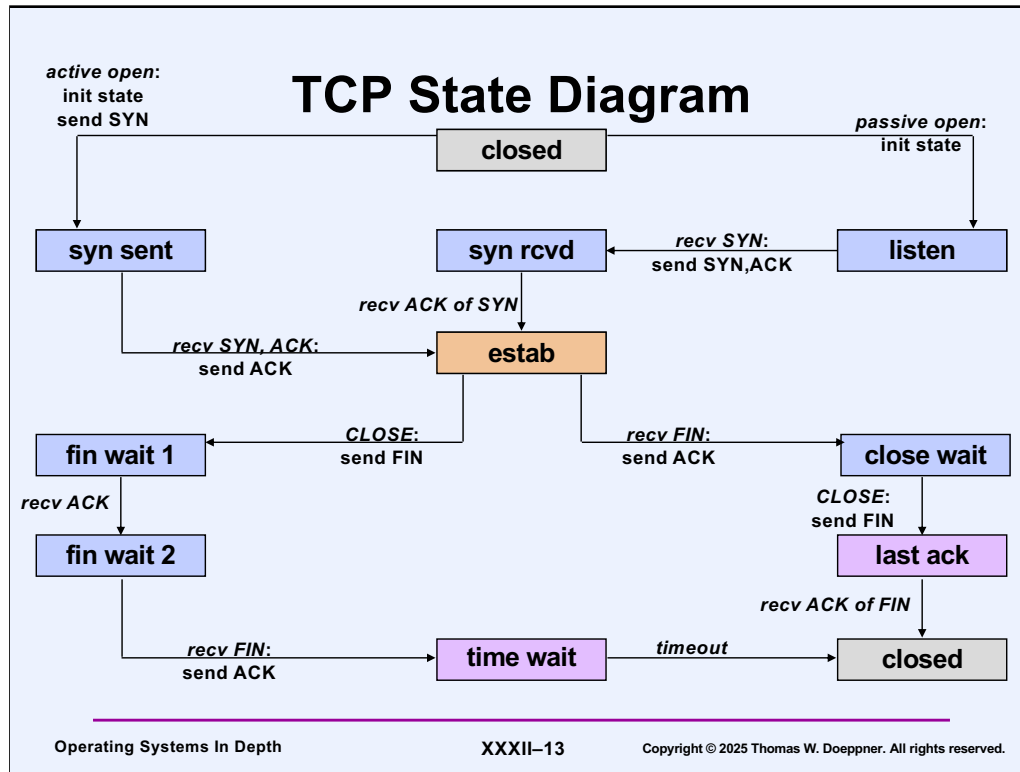 active open:
init state
send SYN
TCP State Diagram
passive open:
init state
closed
syn sent
syn rcvd
recv SYN:
send SYN,ACK
listen
recv ACK of SYN
recv SYN, ACK:
send ACK
estab
CLOSE:
send FIN
recv FIN:
send ACK
fin wait 1
close wait
recv ACK
CLOSE:
send FIN
fin wait 2
last ack
recv ACK of FIN
recv FIN:
send ACK
time wait
timeout
closed
Operating Systems In Depth
XXXII–13
Copyright © 2025 Thomas W. Doeppner. All rights reserved.